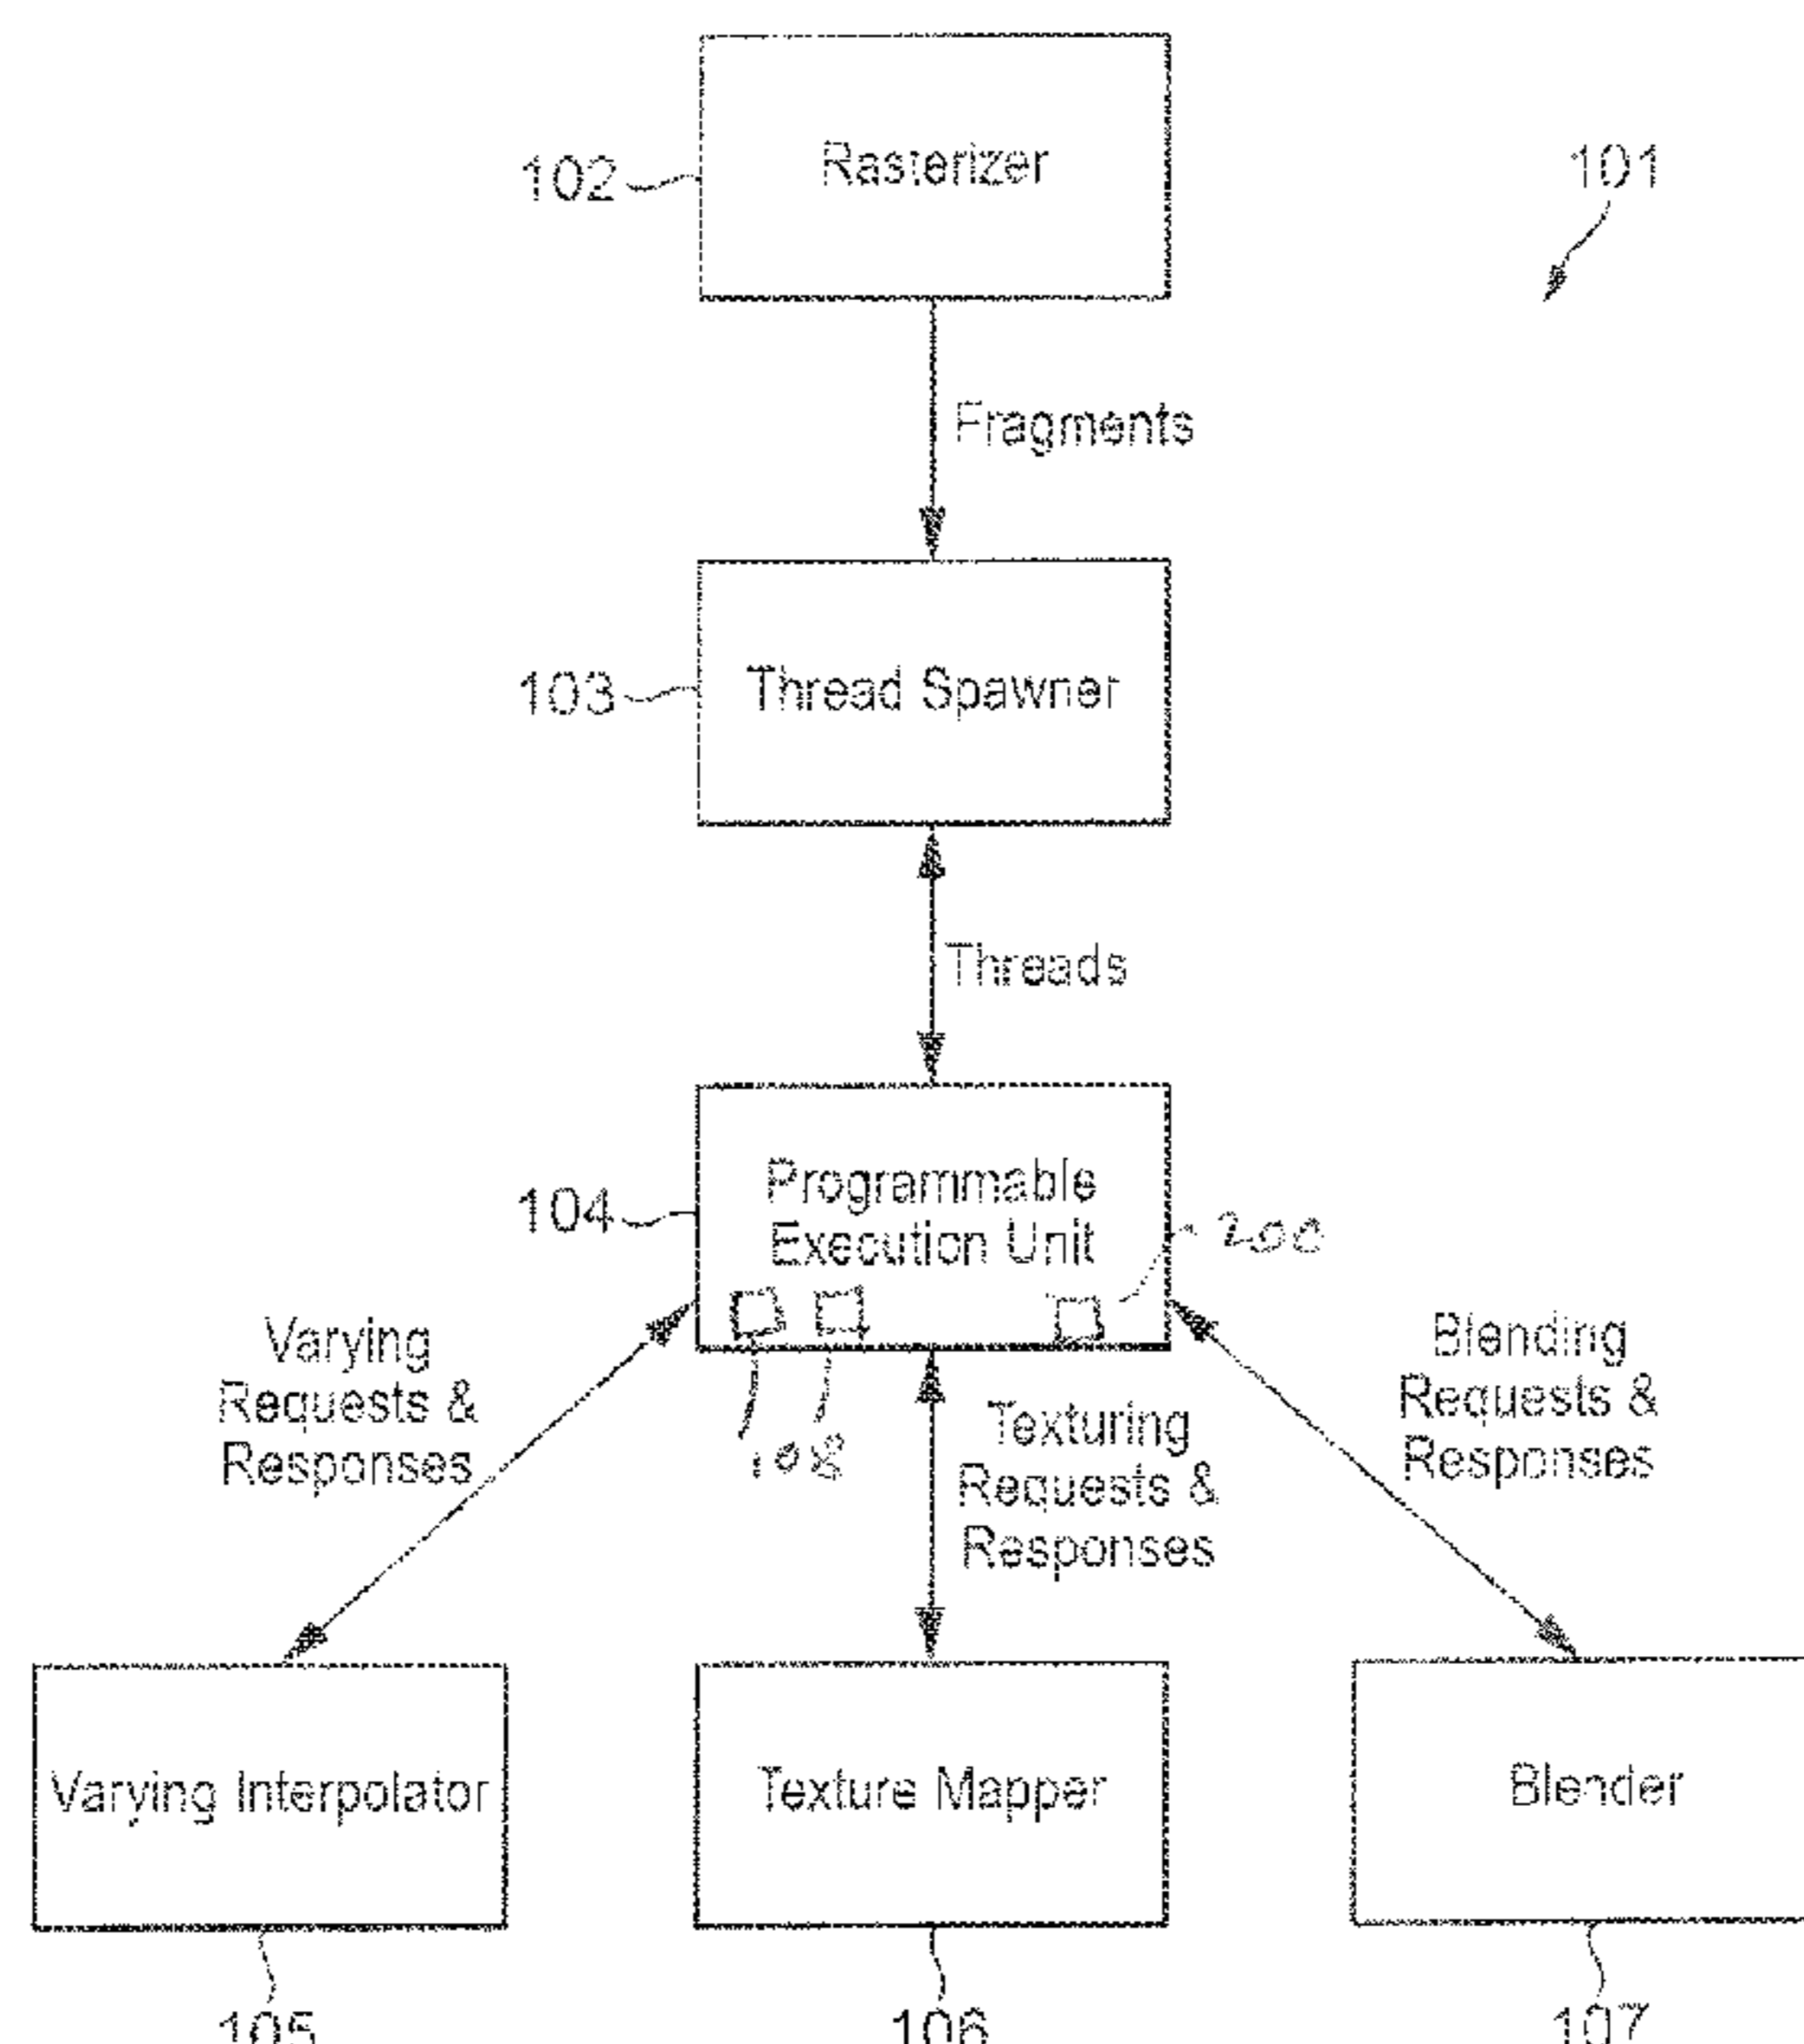 Rasterizer
102
101
Fragments
103
Thread Spawner
Threads
104
Programmable
Execution Unit
200
108
Varying
Requests &
Responses
Texturing
Requests &
Responses
Blending
Requests &
Responses
Varying Interpolator
Texture Mapper
Blender
105
106
107